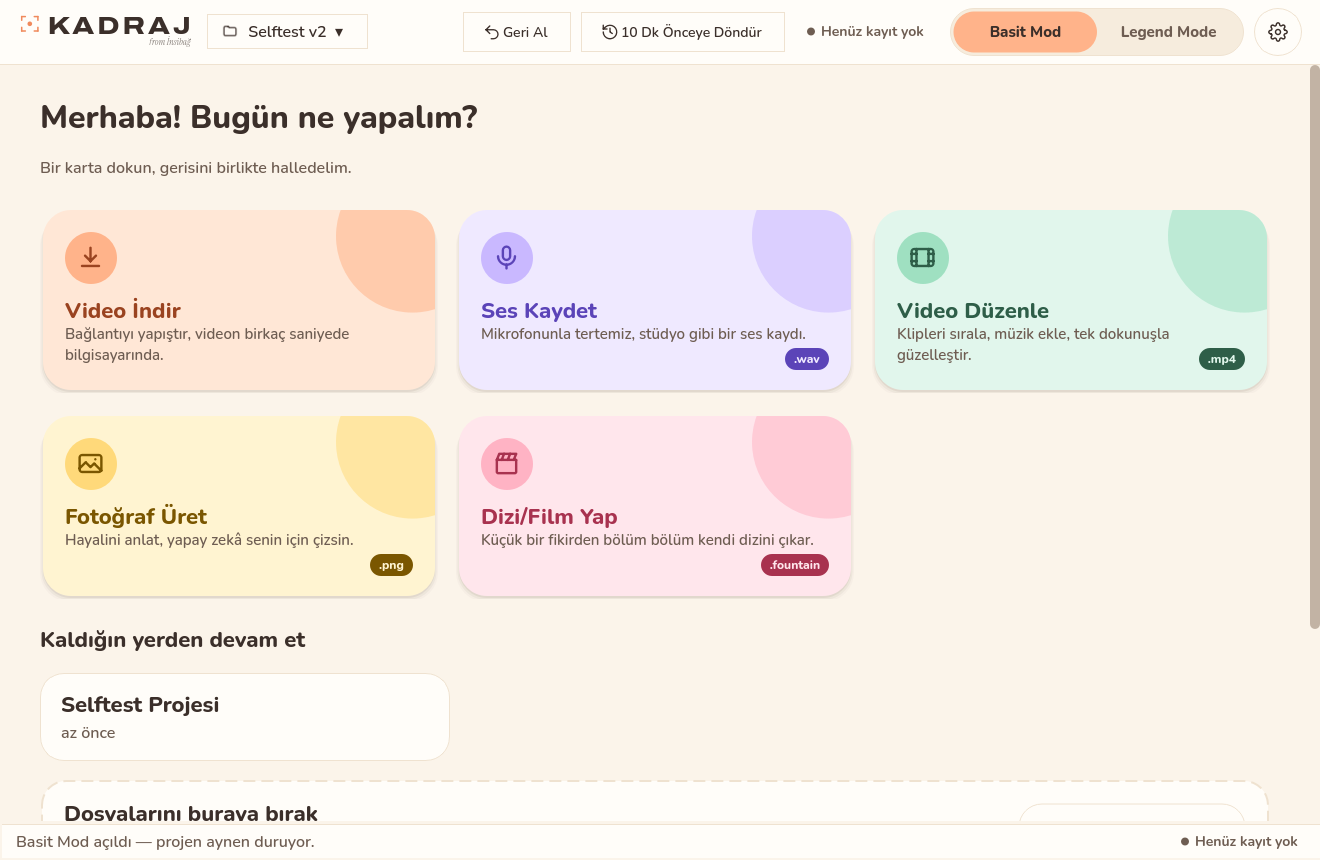 KADRAJ
from Insibağ
Selftest v2 ▾
Geri Al
10 Dk Önceye Döndür
Henüz kayıt yok
Basit Mod
Legend Mode
Merhaba! Bugün ne yapalım?
Bir karta dokun, gerisini birlikte halledelim.
Video İndir
Bağlantıyı yapıştır, videon birkaç saniyede
bilgisayarında.
Ses Kaydet
Mikrofonunla tertemiz, stüdyo gibi bir ses kaydı.
.wav
Video Düzenle
Klipleri sırala, müzik ekle, tek dokunuşla
güzelleştir.
.mp4
Fotoğraf Üret
Hayalini anlat, yapay zekâ senin için çizsin.
.png
Dizi/Film Yap
Küçük bir fikirden bölüm bölüm kendi dizini çıkar.
.fountain
Kaldığın yerden devam et
Selftest Projesi
az önce
Dosyalarını buraya bırak
Basit Mod açıldı — projen aynen duruyor.
Henüz kayıt yok